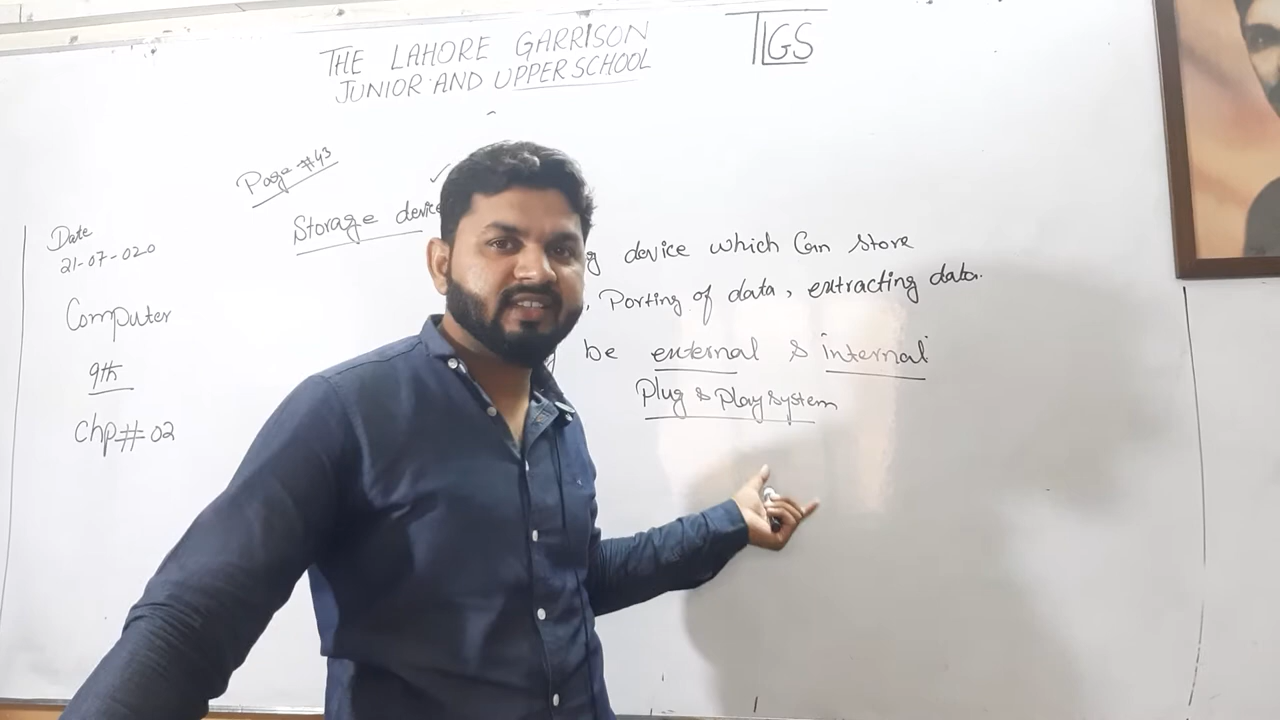 THE LAHORE GARRISON
JUNIOR AND UPPER SCHOOL
TLGS
Page #43
Storage device
Date
21-07-020
Computer
9th
Chp# 02
device which Can Store
, Porting of data, extracting data.
be external & internal
Plug & Play system